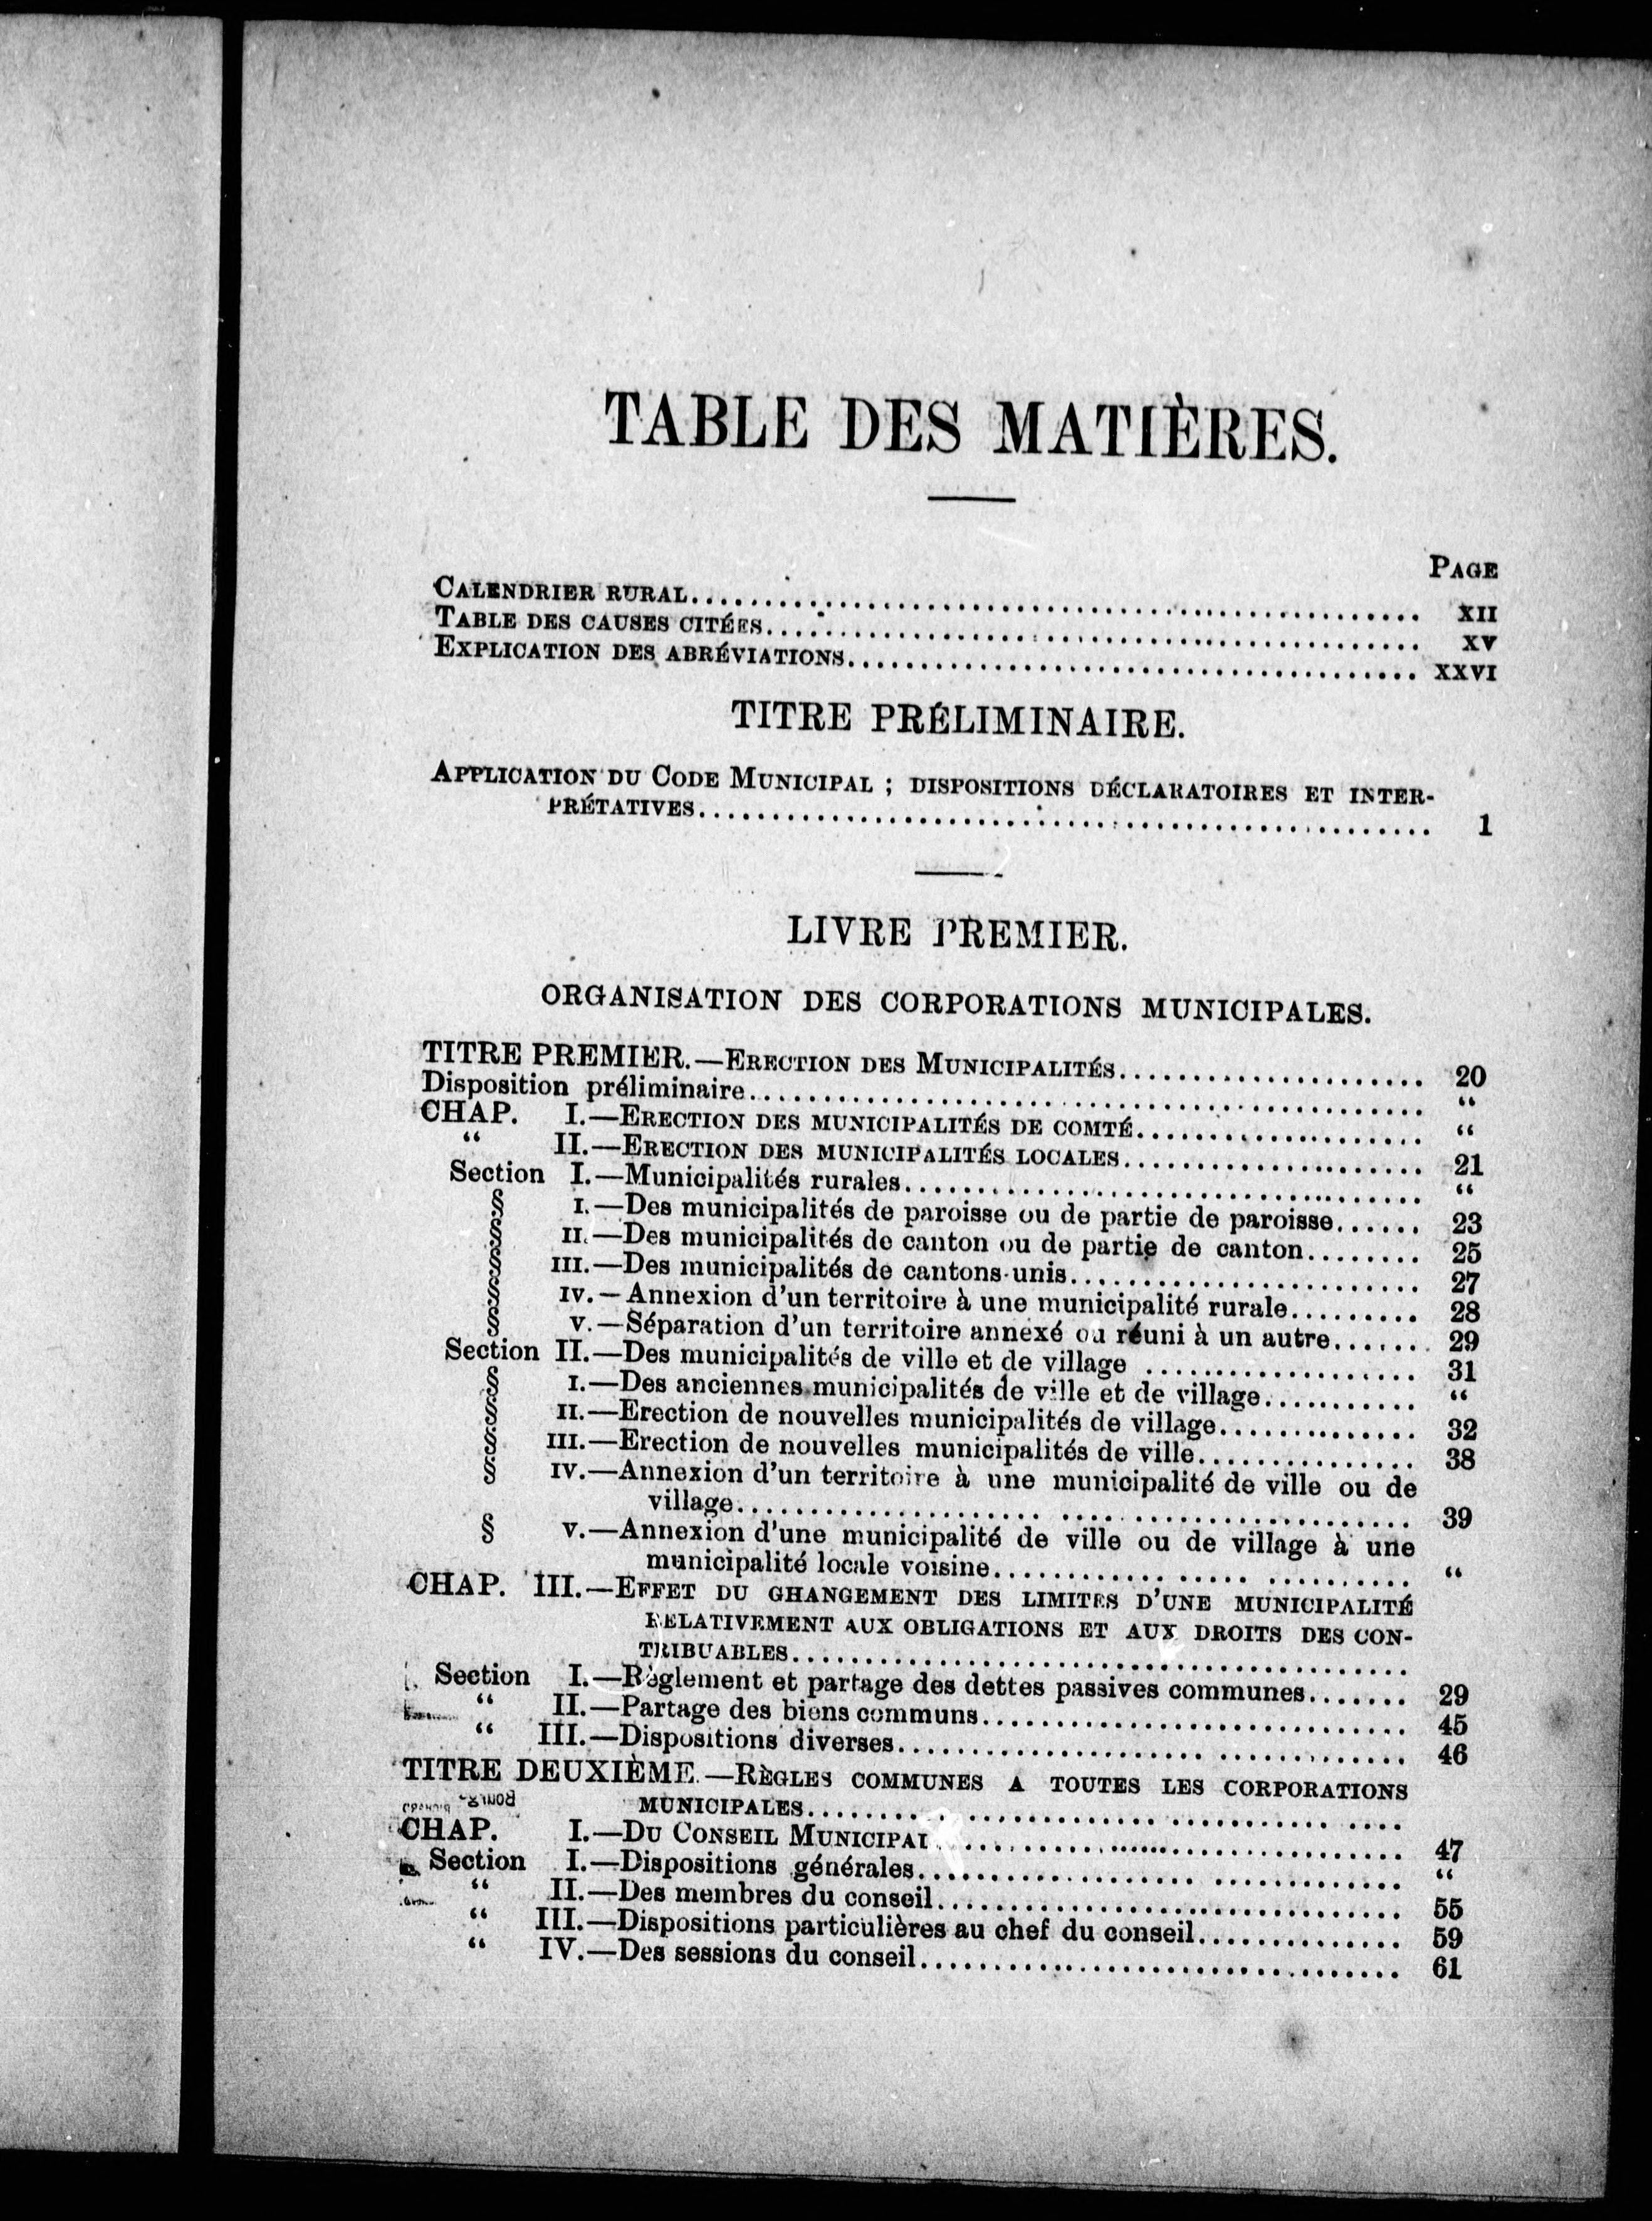 TABLE DES MATIÈRES.
PAGE
CALENDRIER RURAL........ XII
TABLE DES CAUSES CITÉES........ XV
EXPLICATION DES ABRÉVIATIONS........ XXVI
TITRE PRÉLIMINAIRE.
APPLICATION DU CODE MUNICIPAL ; DISPOSITIONS DÉCLARATOIRES ET INTER-
PRÉTATIVES........ 1
LIVRE PREMIER.
ORGANISATION DES CORPORATIONS MUNICIPALES.
TITRE PREMIER.—ERECTION DES MUNICIPALITÉS........ 20
Disposition préliminaire........ “
CHAP. I.—ERECTION DES MUNICIPALITÉS DE COMTÉ........ “
“ II.—ERECTION DES MUNICIPALITÉS LOCALES........ 21
Section I.—Municipalités rurales........ “
§ I.—Des municipalités de paroisse ou de partie de paroisse...... 23
§ II.—Des municipalités de canton ou de partie de canton........ 25
§ III.—Des municipalités de cantons-unis........ 27
§ IV.—Annexion d'un territoire à une municipalité rurale........ 28
§ V.—Séparation d'un territoire annexé ou réuni à un autre....... 29
Section II.—Des municipalités de ville et de village ........ 31
§ I.—Des anciennes municipalités de ville et de village........ “
§ II.—Erection de nouvelles municipalités de village........ 32
§ III.—Erection de nouvelles municipalités de ville........ 38
§ IV.—Annexion d'un territoire à une municipalité de ville ou de
village........ 39
§ V.—Annexion d'une municipalité de ville ou de village à une
municipalité locale voisine........ “
CHAP. III.—EFFET DU GHANGEMENT DES LIMITES D'UNE MUNICIPALITÉ
RELATIVEMENT AUX OBLIGATIONS ET AUX DROITS DES CON-
TRIBUABLES........
Section I.—Règlement et partage des dettes passives communes....... 29
“ II.—Partage des biens communs........ 45
“ III.—Dispositions diverses........ 46
TITRE DEUXIÈME.—RÈGLES COMMUNES A TOUTES LES CORPORATIONS
MUNICIPALES........
CHAP. I.—DU CONSEIL MUNICIPAL........ 47
Section I.—Dispositions générales........ “
“ II.—Des membres du conseil........ 55
“ III.—Dispositions particulières au chef du conseil........ 59
“ IV.—Des sessions du conseil........ 61